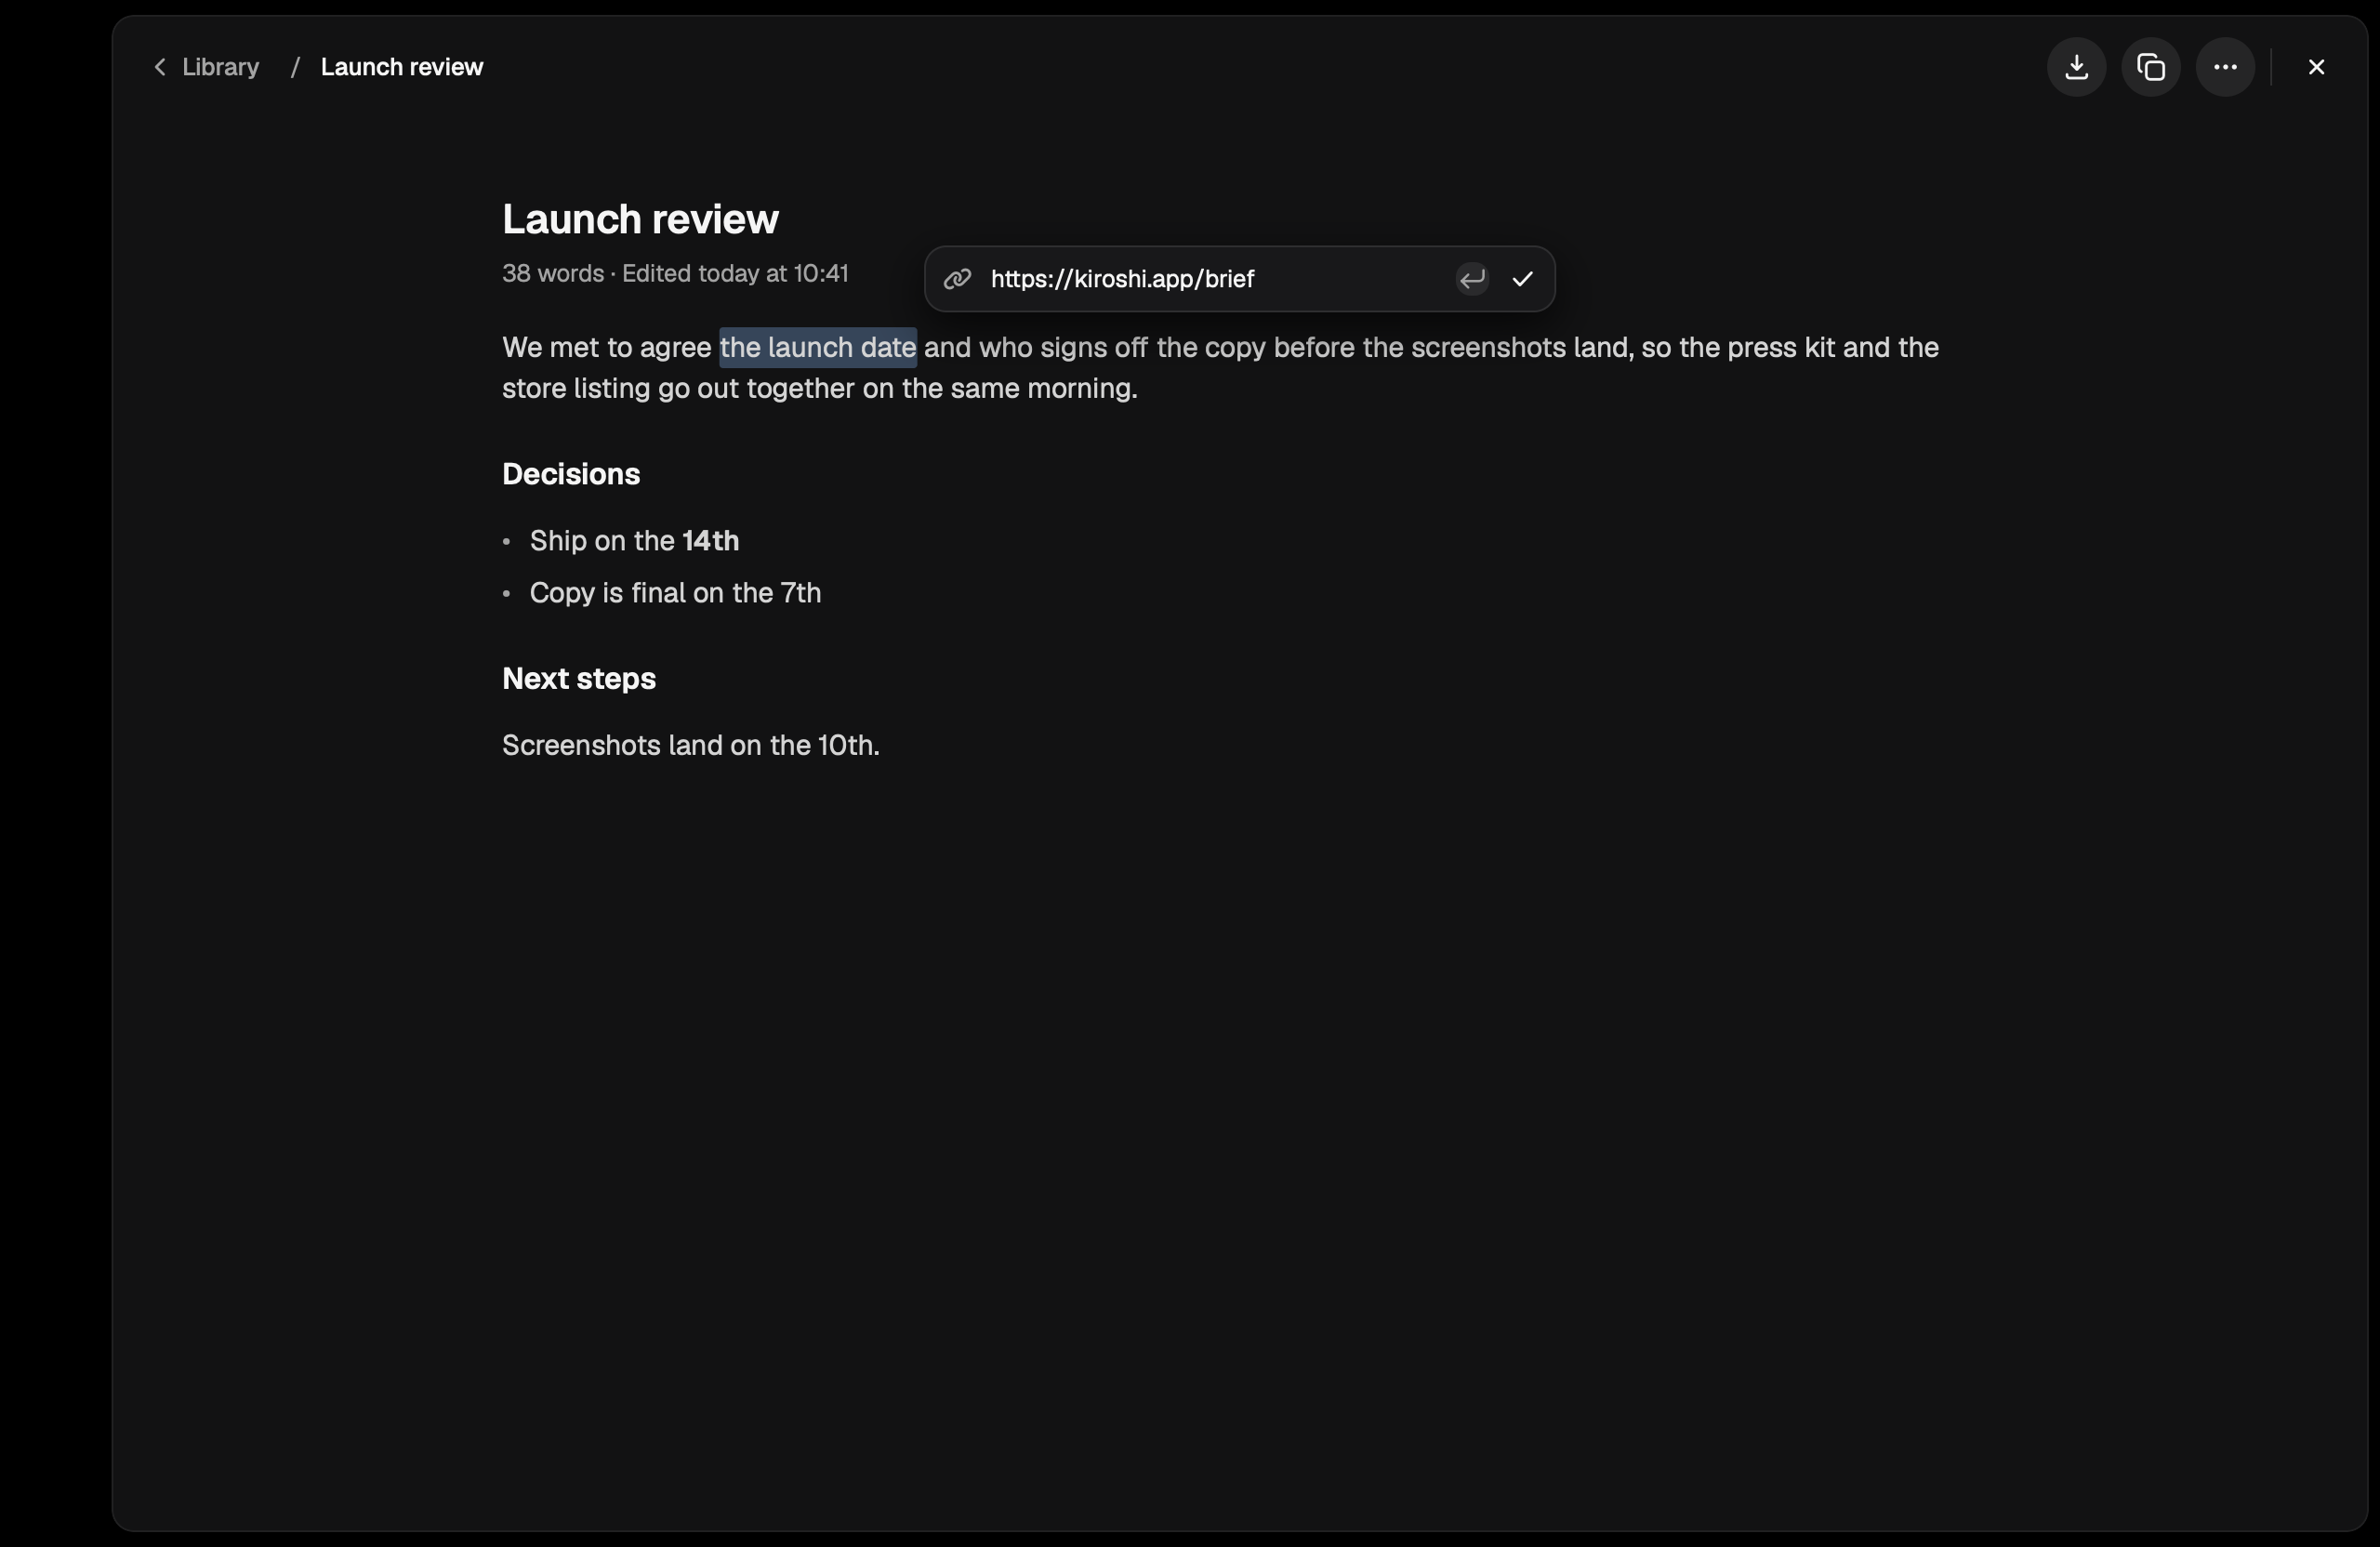 Library / Launch review
Launch review
38 words · Edited today at 10:41
https://kiroshi.app/brief
We met to agree the launch date and who signs off the copy before the screenshots land, so the press kit and the
store listing go out together on the same morning.
Decisions
• Ship on the 14th
• Copy is final on the 7th
Next steps
Screenshots land on the 10th.